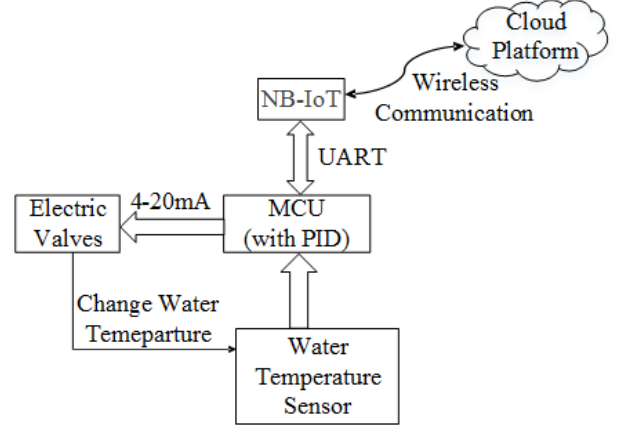 Cloud
Platform
Wireless
Communication
NB-IoT
UART
4-20mA
Electric
Valves
MCU
(with PID)
Change Water
Temeparture
Water
Temperature
Sensor